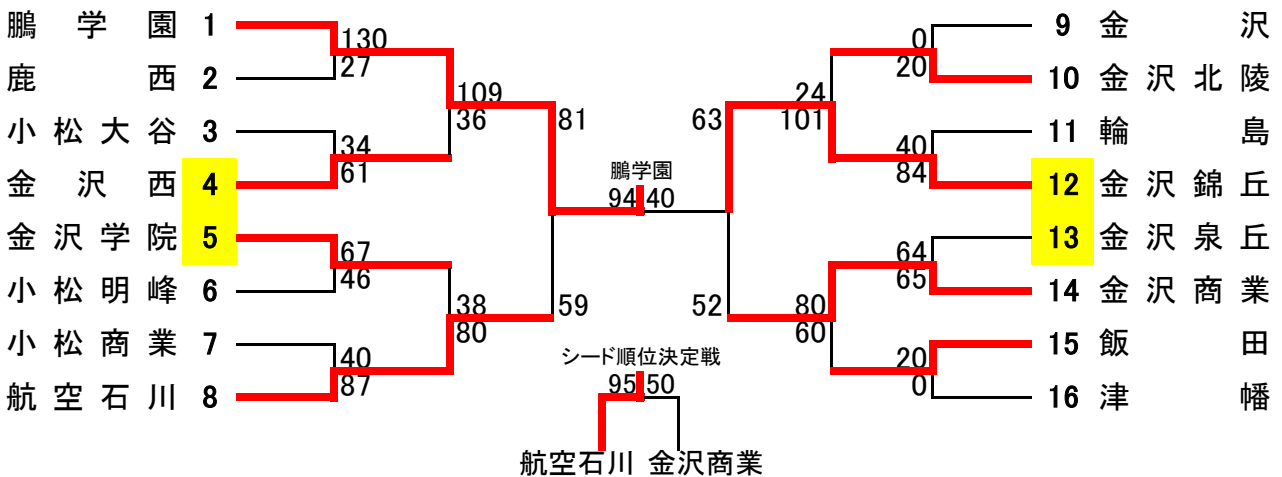 鵬学園 1
鹿西 2
小松大谷 3
金沢西 4
金沢学院 5
小松明峰 6
小松商業 7
航空石川 8
130
27
34
61
67
46
40
87
109
36
38
80
81
59
鵬学園
94 40
シード順位決定戦
95 50
航空石川 金沢商業
63
52
24
101
80
60
0
20
40
84
64
65
20
0
9 金沢
10 金沢北陵
11 輪島
12 金沢錦丘
13 金沢泉丘
14 金沢商業
15 飯田
16 津幡